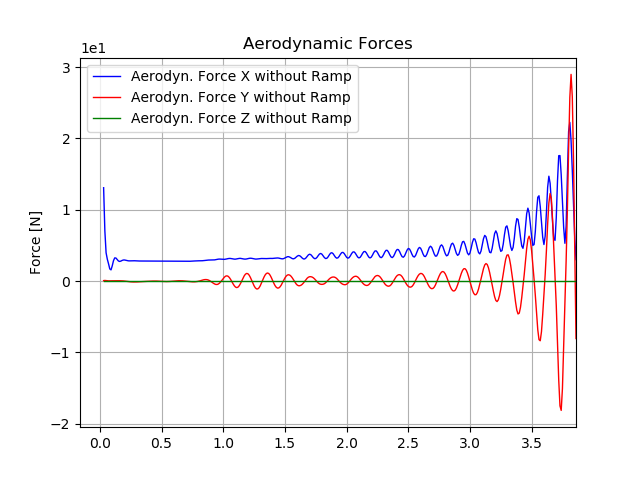 Aerodynamic Forces
1e1
Aerodyn. Force X without Ramp
Aerodyn. Force Y without Ramp
Aerodyn. Force Z without Ramp
Force [N]
3
2
1
0
−1
−2
0.0 0.5 1.0 1.5 2.0 2.5 3.0 3.5